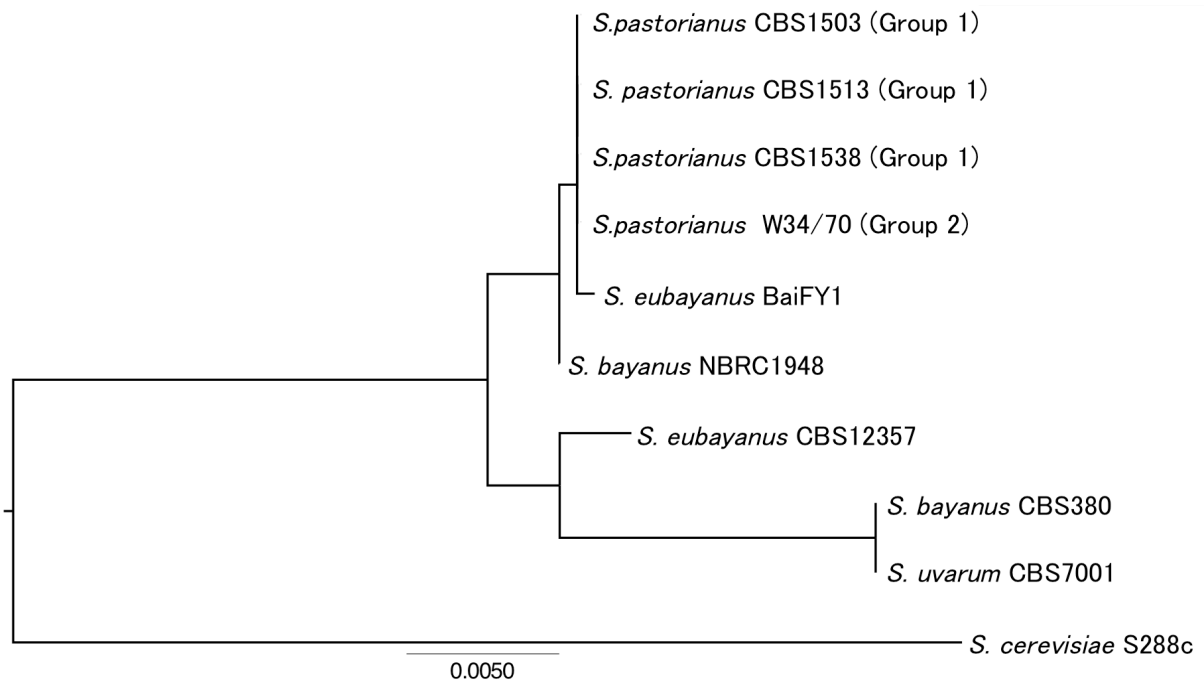 S.pastorianus CBS1503 (Group 1)
S. pastorianus CBS1513 (Group 1)
S.pastorianus CBS1538 (Group 1)
S.pastorianus W34/70 (Group 2)
S. eubayanus BaiFY1
S. bayanus NBRC1948
S. eubayanus CBS12357
S. bayanus CBS380
S. uvarum CBS7001
S. cerevisiae S288c
0.0050